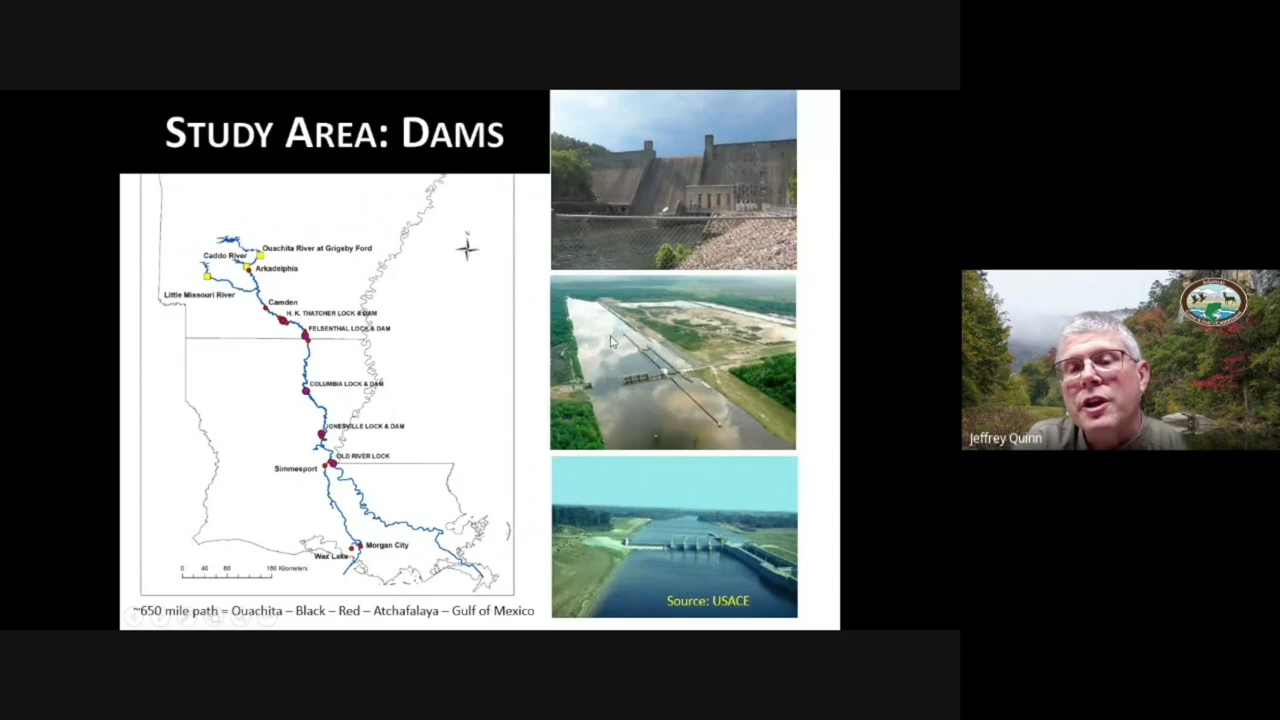 STUDY AREA: DAMS
N
Ouachita River at Grigsby Ford
Caddo River
Arkadelphia
Little Missouri River
Camden
H. K. THATCHER LOCK & DAM
FELSENTHAL LOCK & DAM
COLUMBIA LOCK & DAM
JONESVILLE LOCK & DAM
OLD RIVER LOCK
Simmesport
Morgan City
Wax Lake
0 40 80 160 Kilometers
~650 mile path = Ouachita – Black – Red – Atchafalaya – Gulf of Mexico
Source: USACE
Jeffrey Quinn
Arkansas